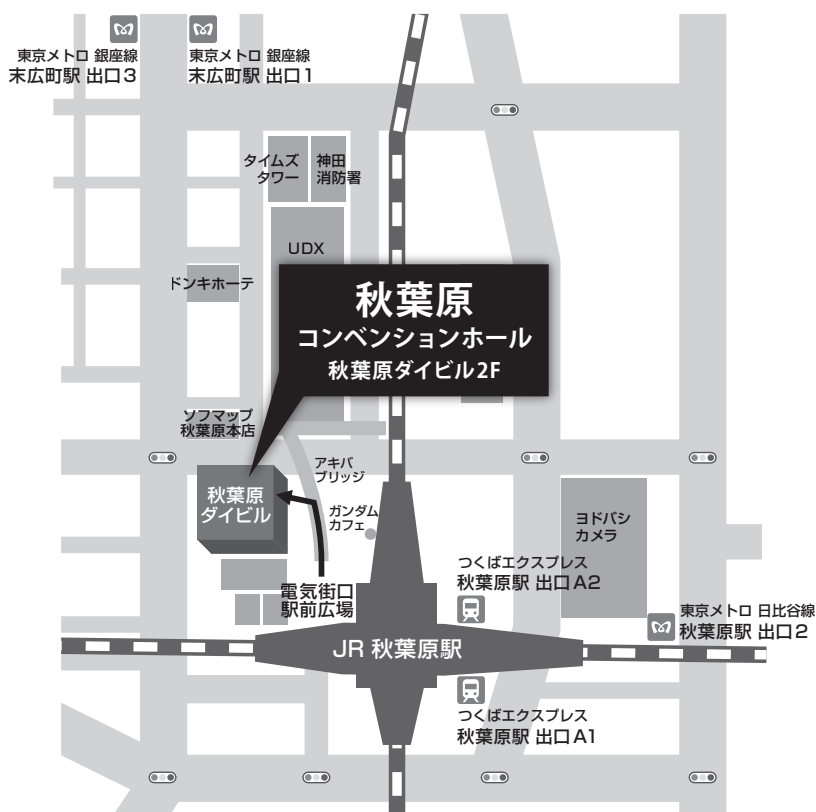 東京メトロ 銀座線
末広町駅 出口3
東京メトロ 銀座線
末広町駅 出口1
タイムズ
タワー
神田
消防署
UDX
ドンキホーテ
秋葉原
コンベンションホール
秋葉原ダイビル2F
ソフマップ
秋葉原本店
アキバ
ブリッジ
秋葉原
ダイビル
ガンダム
カフェ
ヨドバシ
カメラ
つくばエクスプレス
秋葉原駅 出口A2
電気街口
駅前広場
東京メトロ 日比谷線
秋葉原駅 出口2
JR 秋葉原駅
つくばエクスプレス
秋葉原駅 出口A1